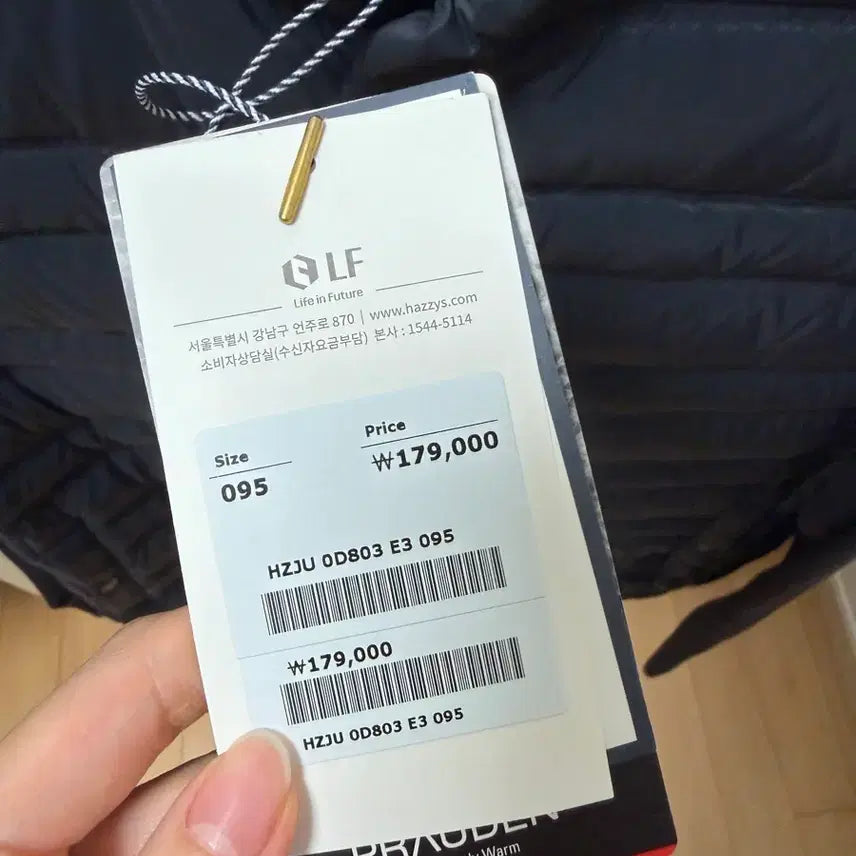 LF
Life in Future
서울특별시 강남구 언주로 870 | www.hazzys.com
소비자상담실(수신자요금부담) 본사 : 1544-5114
Size
095
Price
₩179,000
HZJU 0D803 E3 095
₩179,000
HZJU 0D803 E3 095
Warm